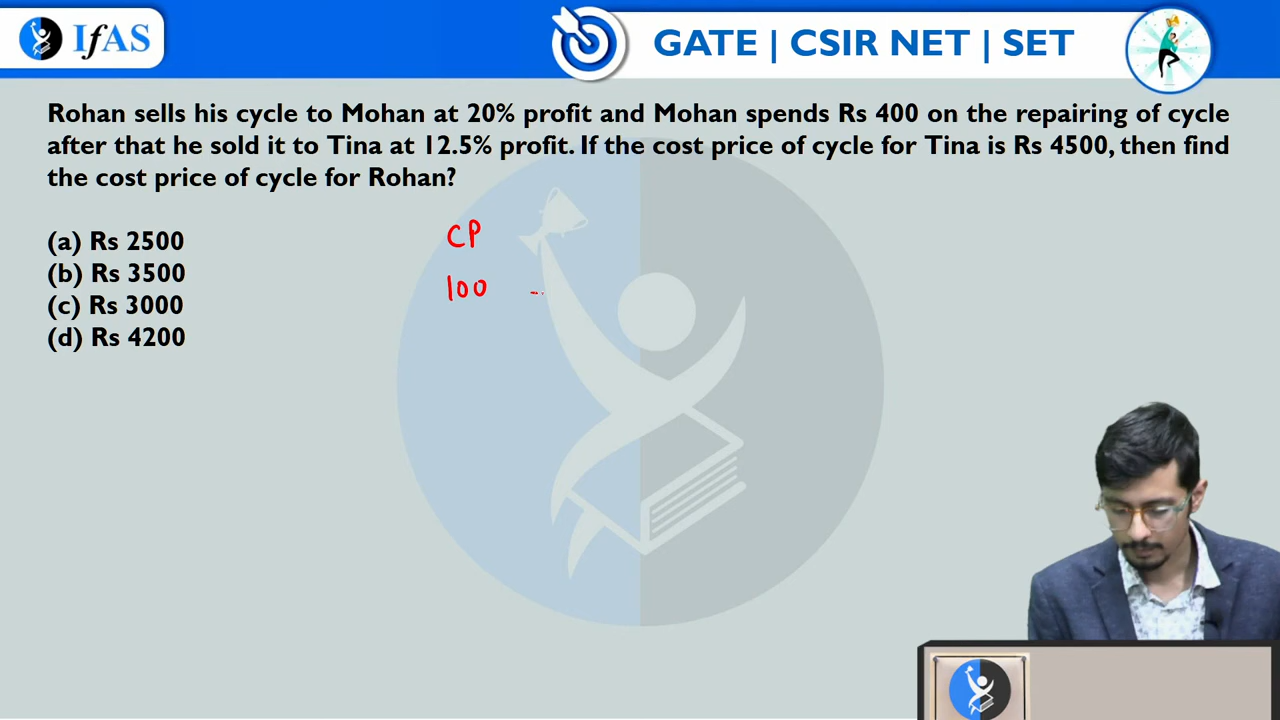 IfAS
GATE | CSIR NET | SET
Rohan sells his cycle to Mohan at 20% profit and Mohan spends Rs 400 on the repairing of cycle
after that he sold it to Tina at 12.5% profit. If the cost price of cycle for Tina is Rs 4500, then find
the cost price of cycle for Rohan?
(a) Rs 2500
(b) Rs 3500
(c) Rs 3000
(d) Rs 4200
CP
100